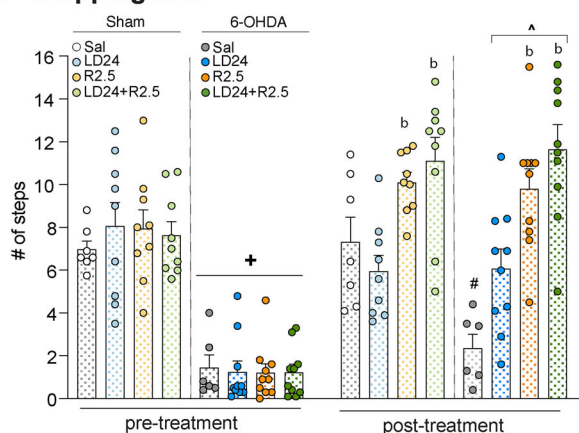 Sham 6-OHDA
Sal Sal
LD24 LD24
R2.5 R2.5
LD24+R2.5 LD24+R2.5
# of steps
16
14
12
10
8
6
4
2
0
+
b
b
#
^
b
b
pre-treatment post-treatment